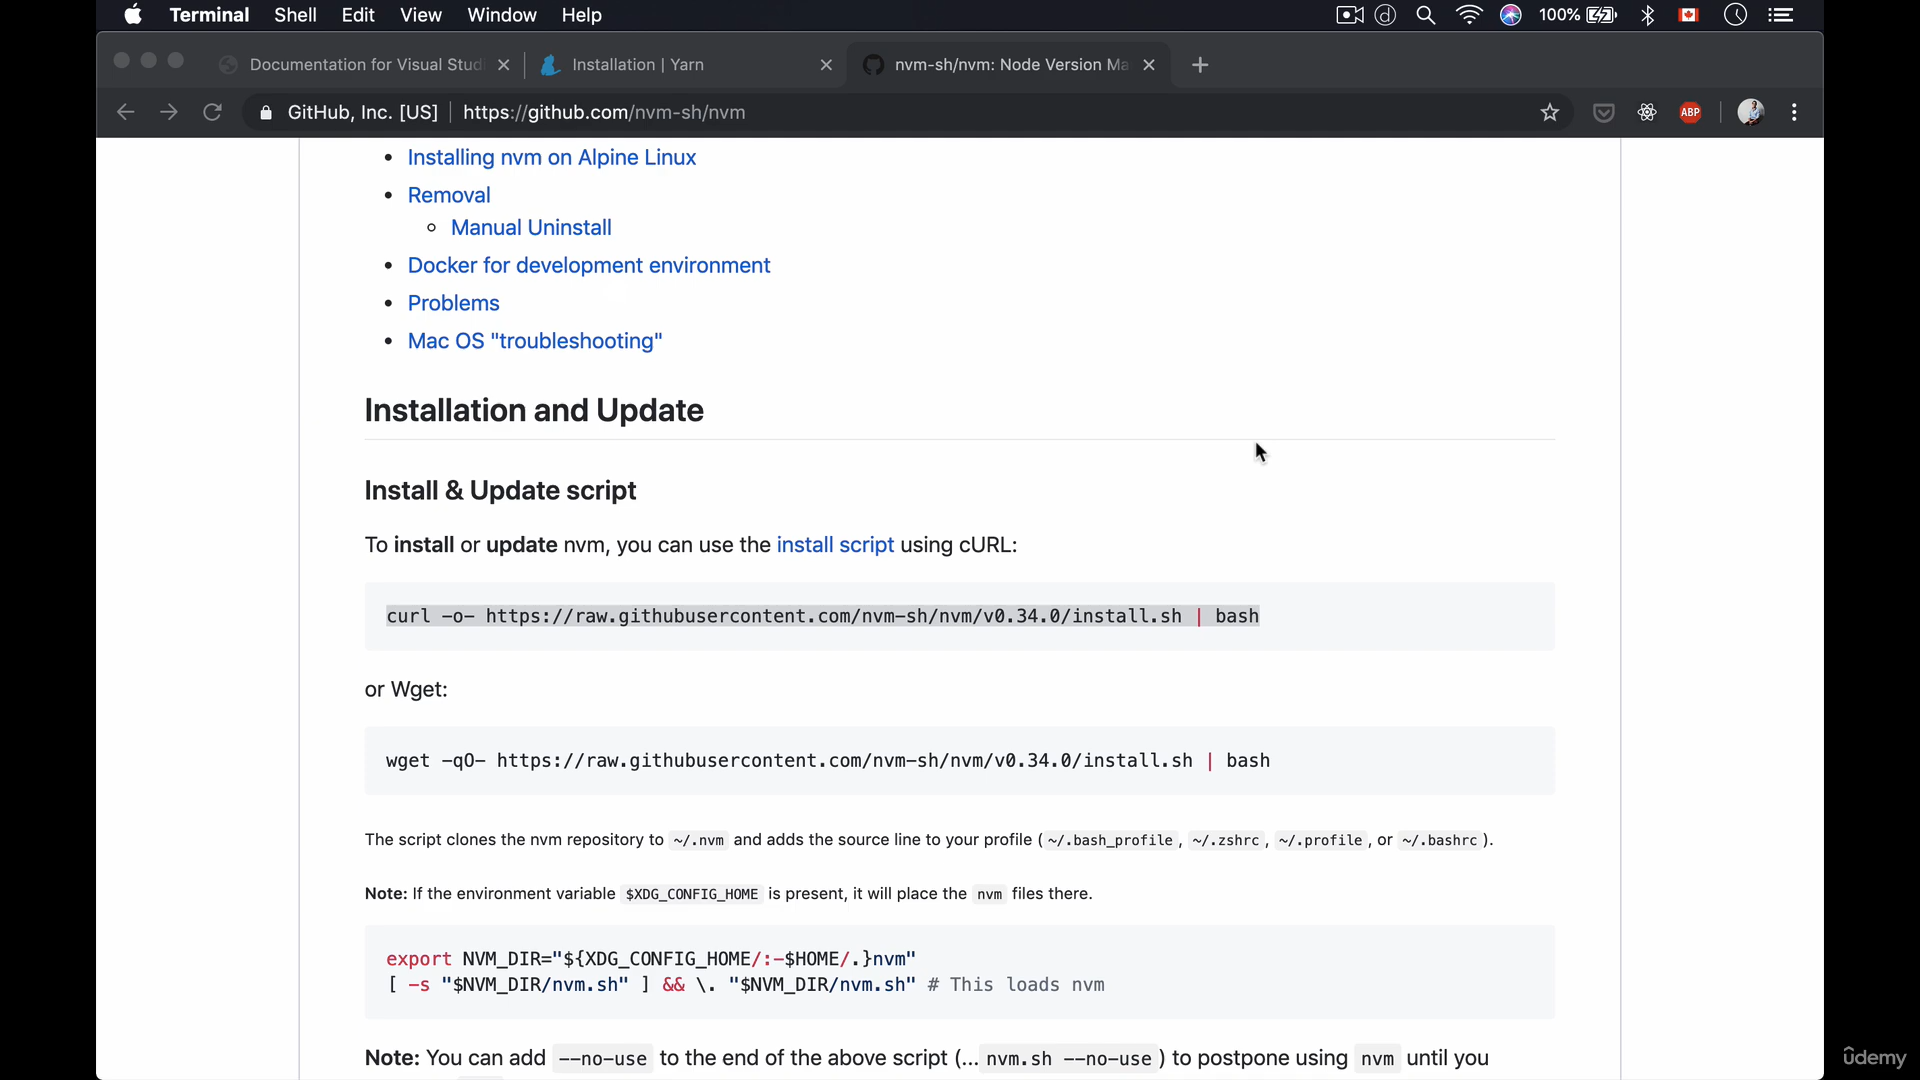 Terminal Shell Edit View Window Help 100%
Documentation for Visual Studi Installation | Yarn nvm-sh/nvm: Node Version Ma
GitHub, Inc. [US] https://github.com/nvm-sh/nvm ABP
• Installing nvm on Alpine Linux
• Removal
Manual Uninstall
• Docker for development environment
• Problems
• Mac OS "troubleshooting"
Installation and Update
Install & Update script
To install or update nvm, you can use the install script using cURL:
curl -o- https://raw.githubusercontent.com/nvm-sh/nvm/v0.34.0/install.sh | bash
or Wget:
wget -qO- https://raw.githubusercontent.com/nvm-sh/nvm/v0.34.0/install.sh | bash
The script clones the nvm repository to ~/.nvm and adds the source line to your profile ( ~/.bash_profile , ~/.zshrc , ~/.profile , or ~/.bashrc ).
Note: If the environment variable $XDG_CONFIG_HOME is present, it will place the nvm files there.
export NVM_DIR="${XDG_CONFIG_HOME/:-$HOME/.}nvm"
[ -s "$NVM_DIR/nvm.sh" ] && \. "$NVM_DIR/nvm.sh" # This loads nvm
Note: You can add --no-use to the end of the above script (... nvm.sh --no-use ) to postpone using nvm until you
ûdemy